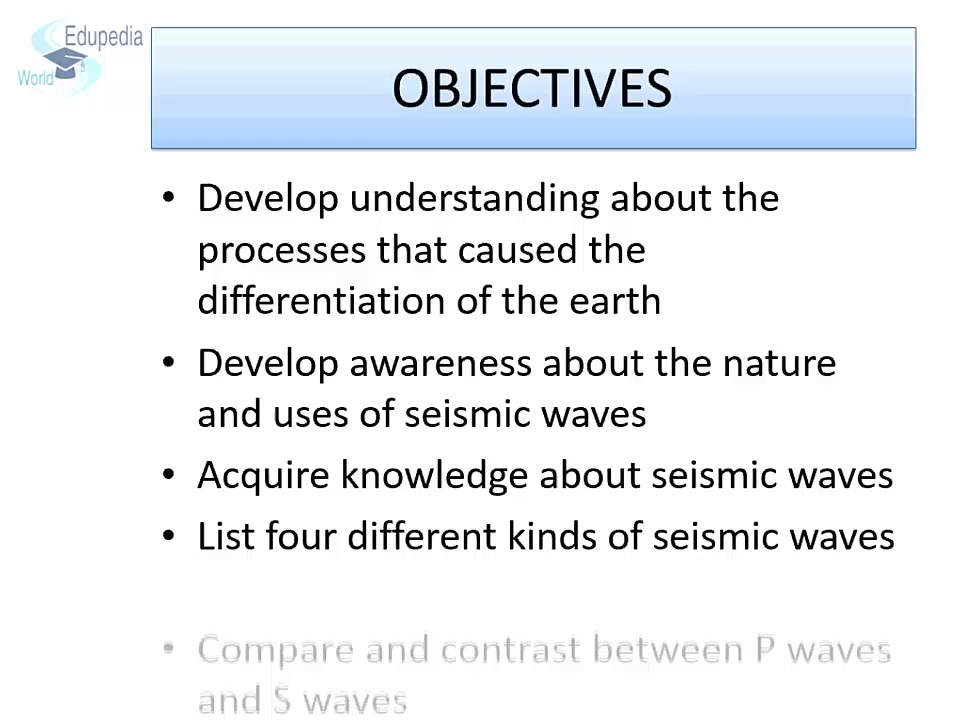 Edupedia
World
OBJECTIVES
• Develop understanding about the
processes that caused the
differentiation of the earth
• Develop awareness about the nature
and uses of seismic waves
• Acquire knowledge about seismic waves
• List four different kinds of seismic waves
• Compare and contrast between P waves
and S waves